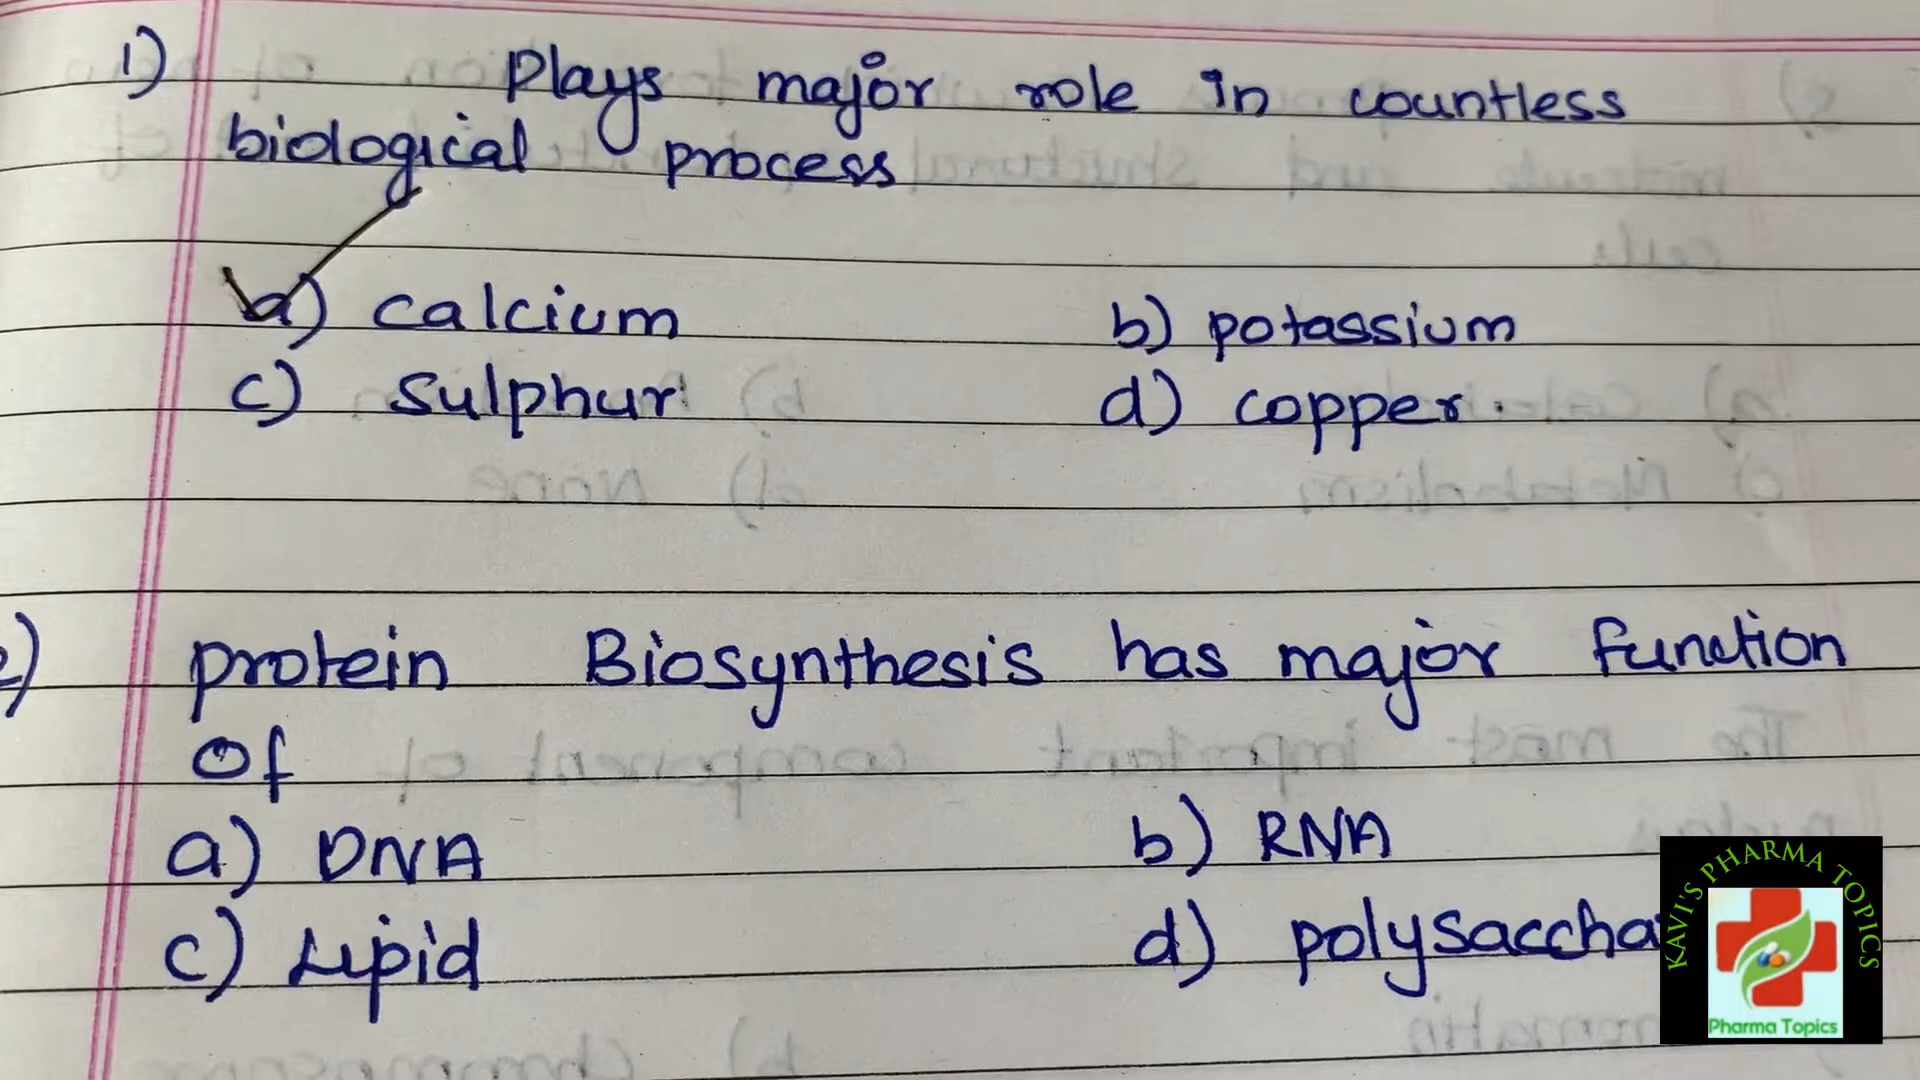 1) Plays major role in countless
biological process
a) calcium b) potassium
c) Sulphur d) copper.
) protein Biosynthesis has major function
of
a) DNA b) RNA
c) Lipid d) polysaccha
KAVI'S PHARMA TOPICS
Pharma Topics